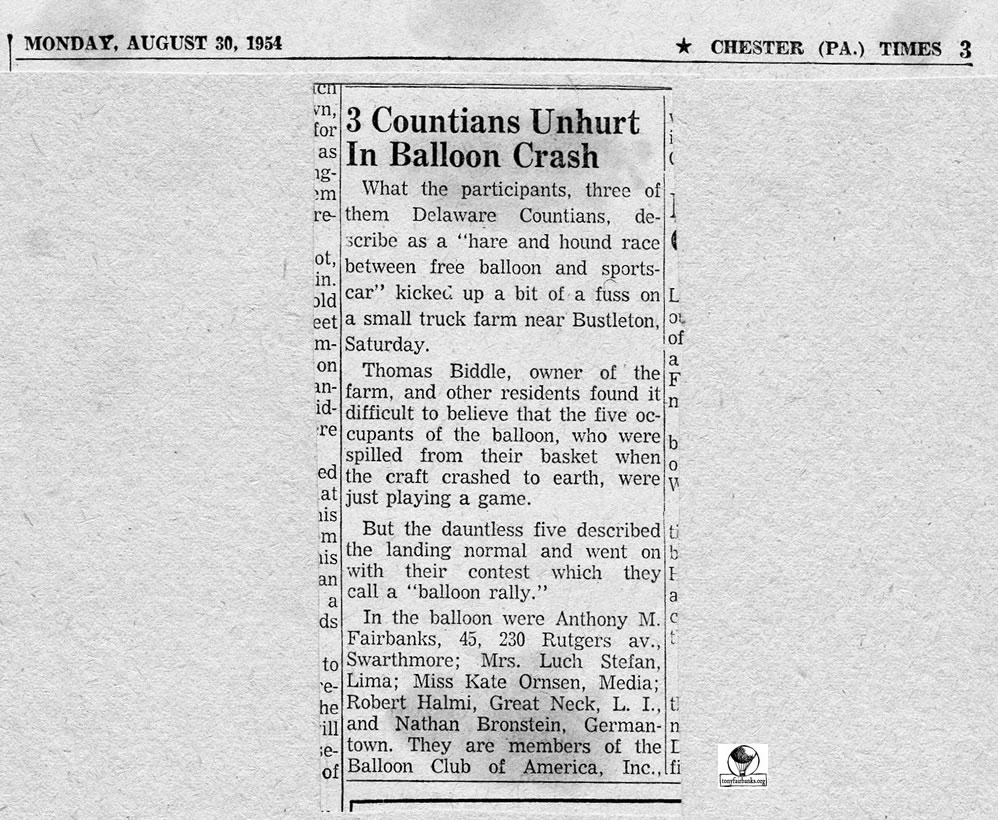 MONDAY, AUGUST 30, 1954
★ CHESTER (PA.) TIMES 3
3 Countians Unhurt
In Balloon Crash
What the participants, three of
them Delaware Countians, de-
scribe as a “hare and hound race
between free balloon and sports-
car” kicked up a bit of a fuss on
a small truck farm near Bustleton,
Saturday.
Thomas Biddle, owner of the
farm, and other residents found it
difficult to believe that the five oc-
cupants of the balloon, who were
spilled from their basket when
the craft crashed to earth, were
just playing a game.
But the dauntless five described
the landing normal and went on
with their contest which they
call a “balloon rally.”
In the balloon were Anthony M.
Fairbanks, 45, 230 Rutgers av.,
Swarthmore; Mrs. Luch Stefan,
Lima; Miss Kate Ornsen, Media;
Robert Halmi, Great Neck, L. I.,
and Nathan Bronstein, German-
town. They are members of the
Balloon Club of America, Inc.,
tonyfairbanks.org